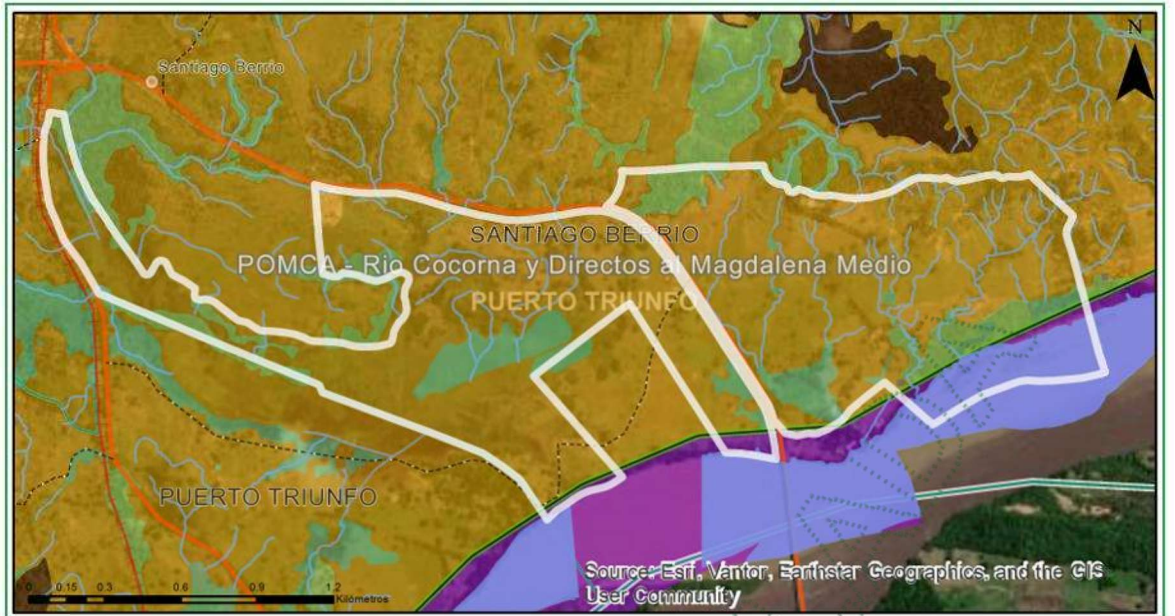 N
Santiago Berrio
SANTIAGO BERRIO
POMCA - Rio Cocorna y Directos al Magdalena Medio
PUERTO TRIUNFO
PUERTO TRIUNFO
Source: Esri, Vantor, Earthstar Geographics, and the GIS
User Community
0 0.15 0.3 0.6 0.9 1.2
Kilómetros